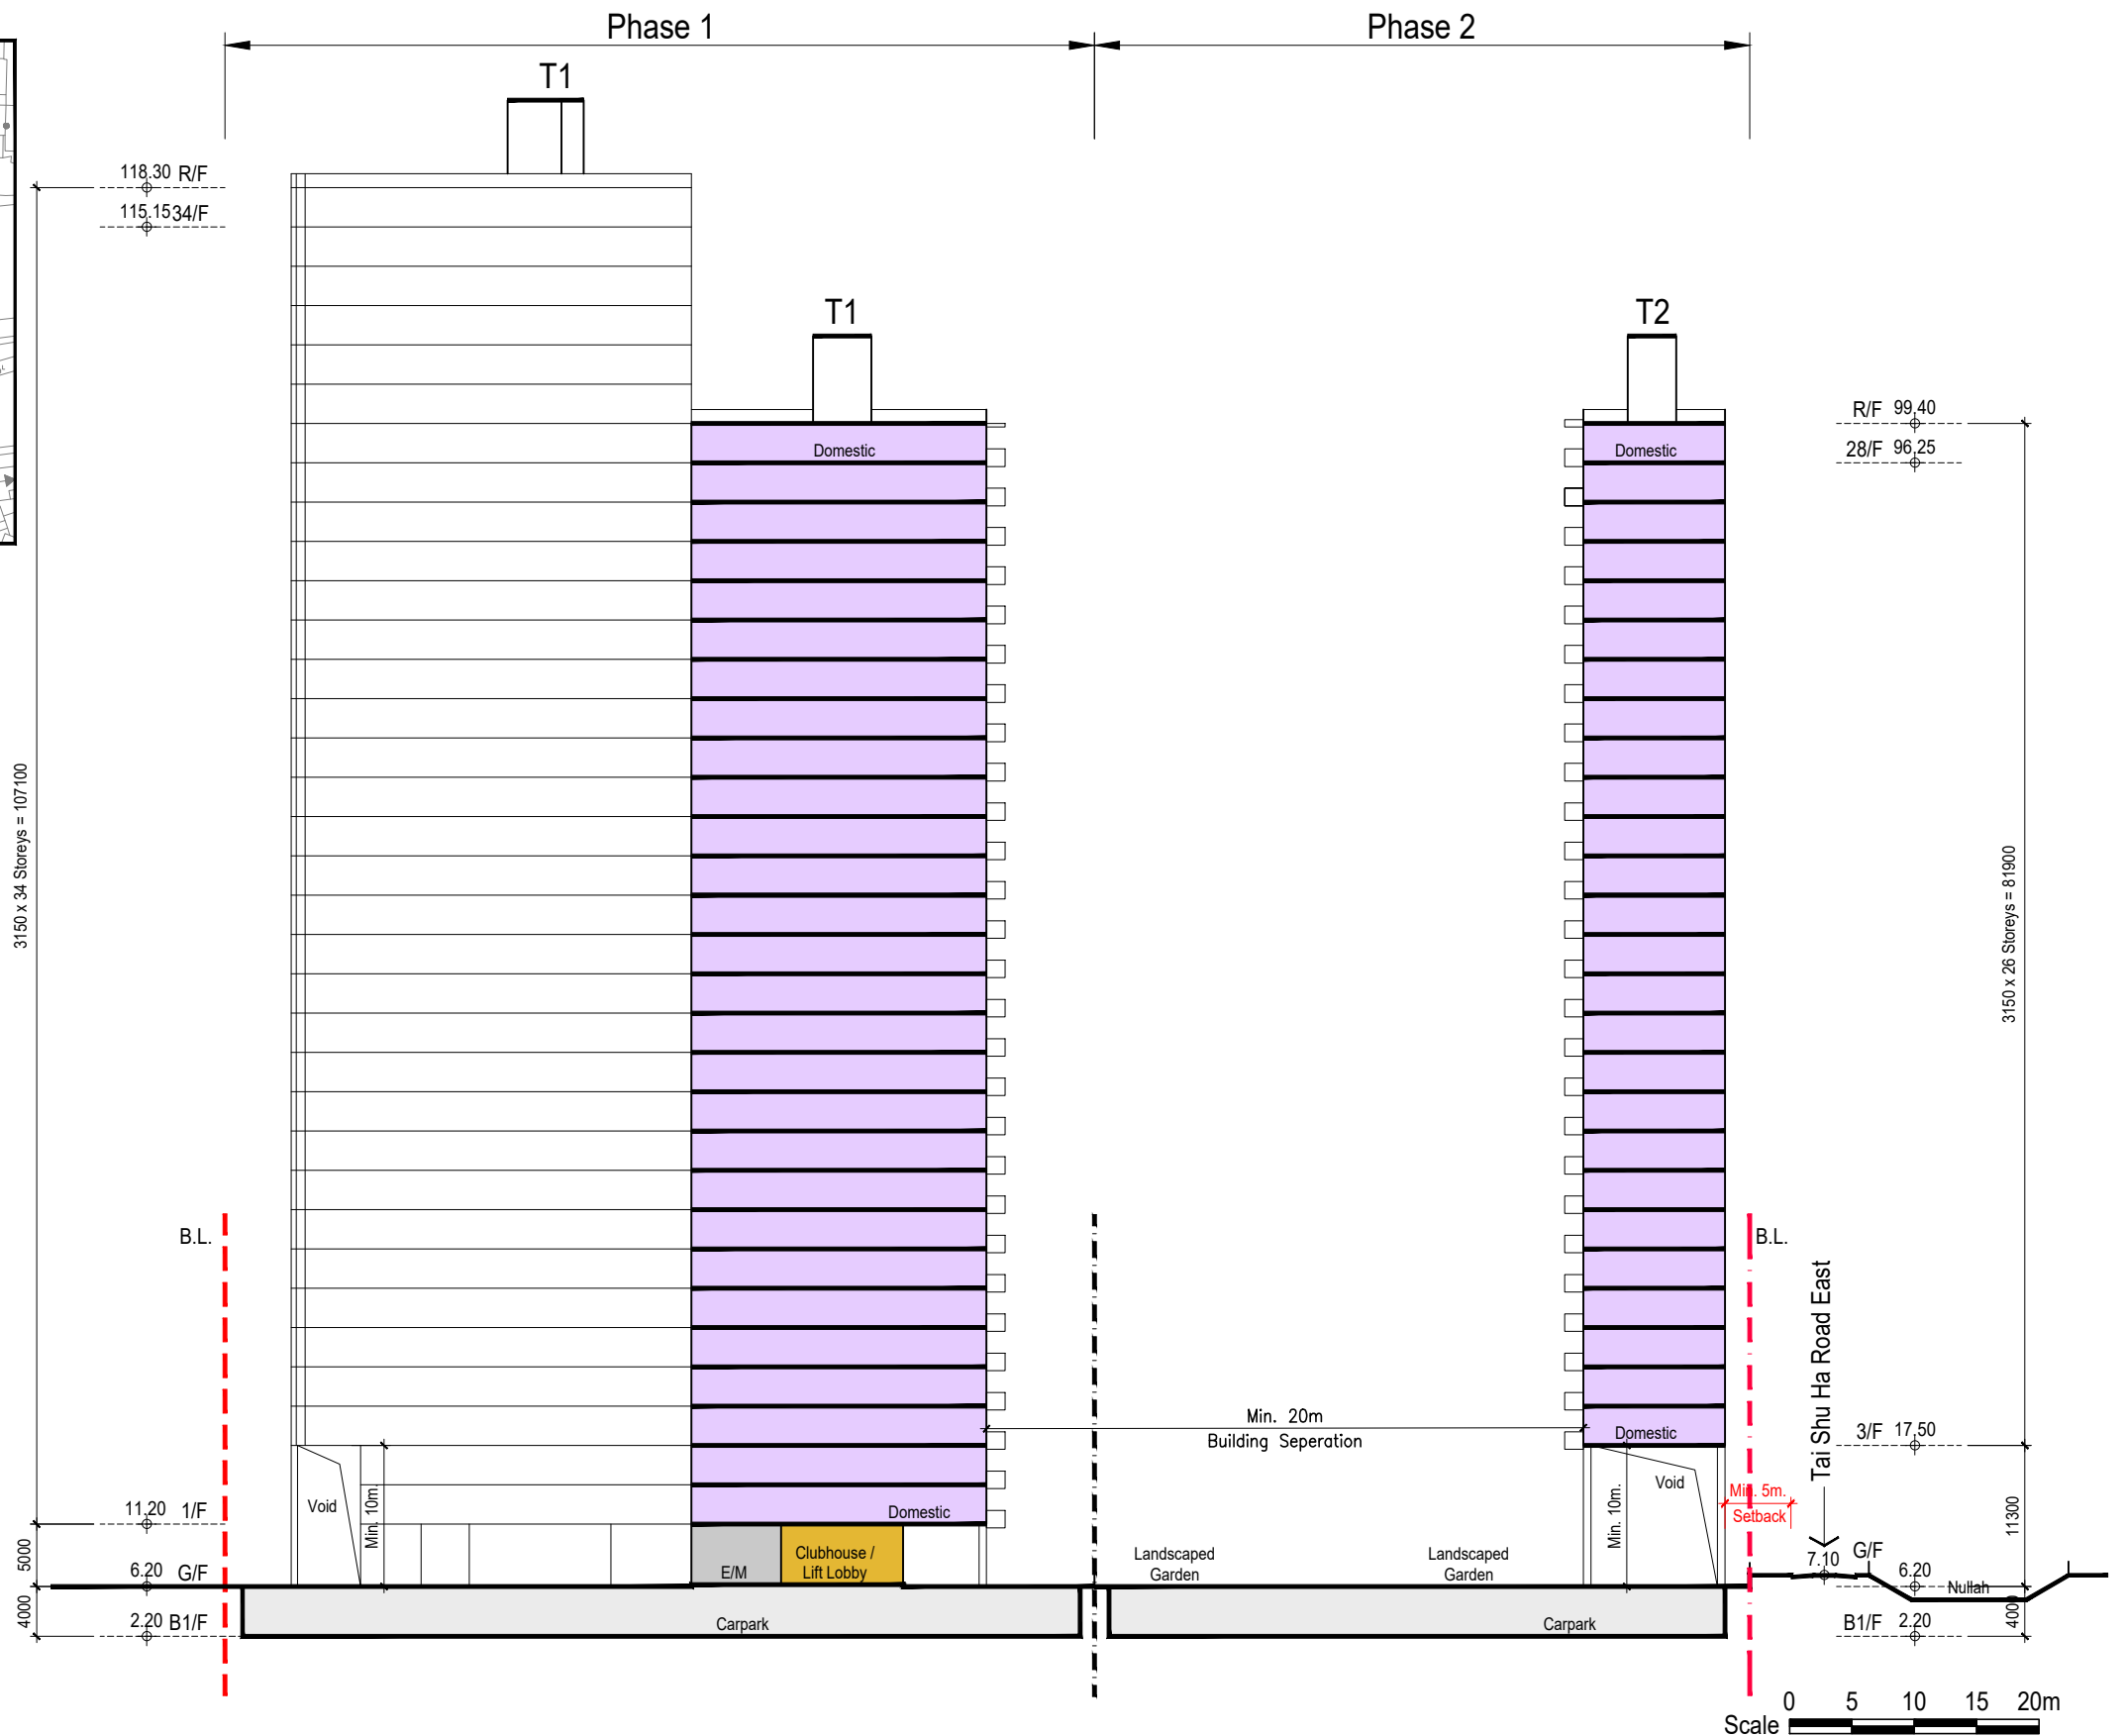 Phase 1
Phase 2
T1
118.30 R/F
115.15 34/F
T1
T2
R/F 99.40
28/F 96.25
Domestic
Domestic
3150 x 34 Storeys = 107100
3150 x 26 Storeys = 81900
B.L.
B.L.
Tai Shu Ha Road East
Min. 20m
Building Seperation
Domestic
3/F 17.50
Void
Min. 10m.
Void
Min. 10m.
Min. 5m.
Setback
11.20 1/F
Domestic
11300
5000
E/M
Clubhouse /
Lift Lobby
Landscaped
Garden
Landscaped
Garden
7.10
G/F
6.20
6.20 G/F
Nullah
4000
2.20 B1/F
Carpark
Carpark
B1/F 2.20
4000
0 5 10 15 20m
Scale